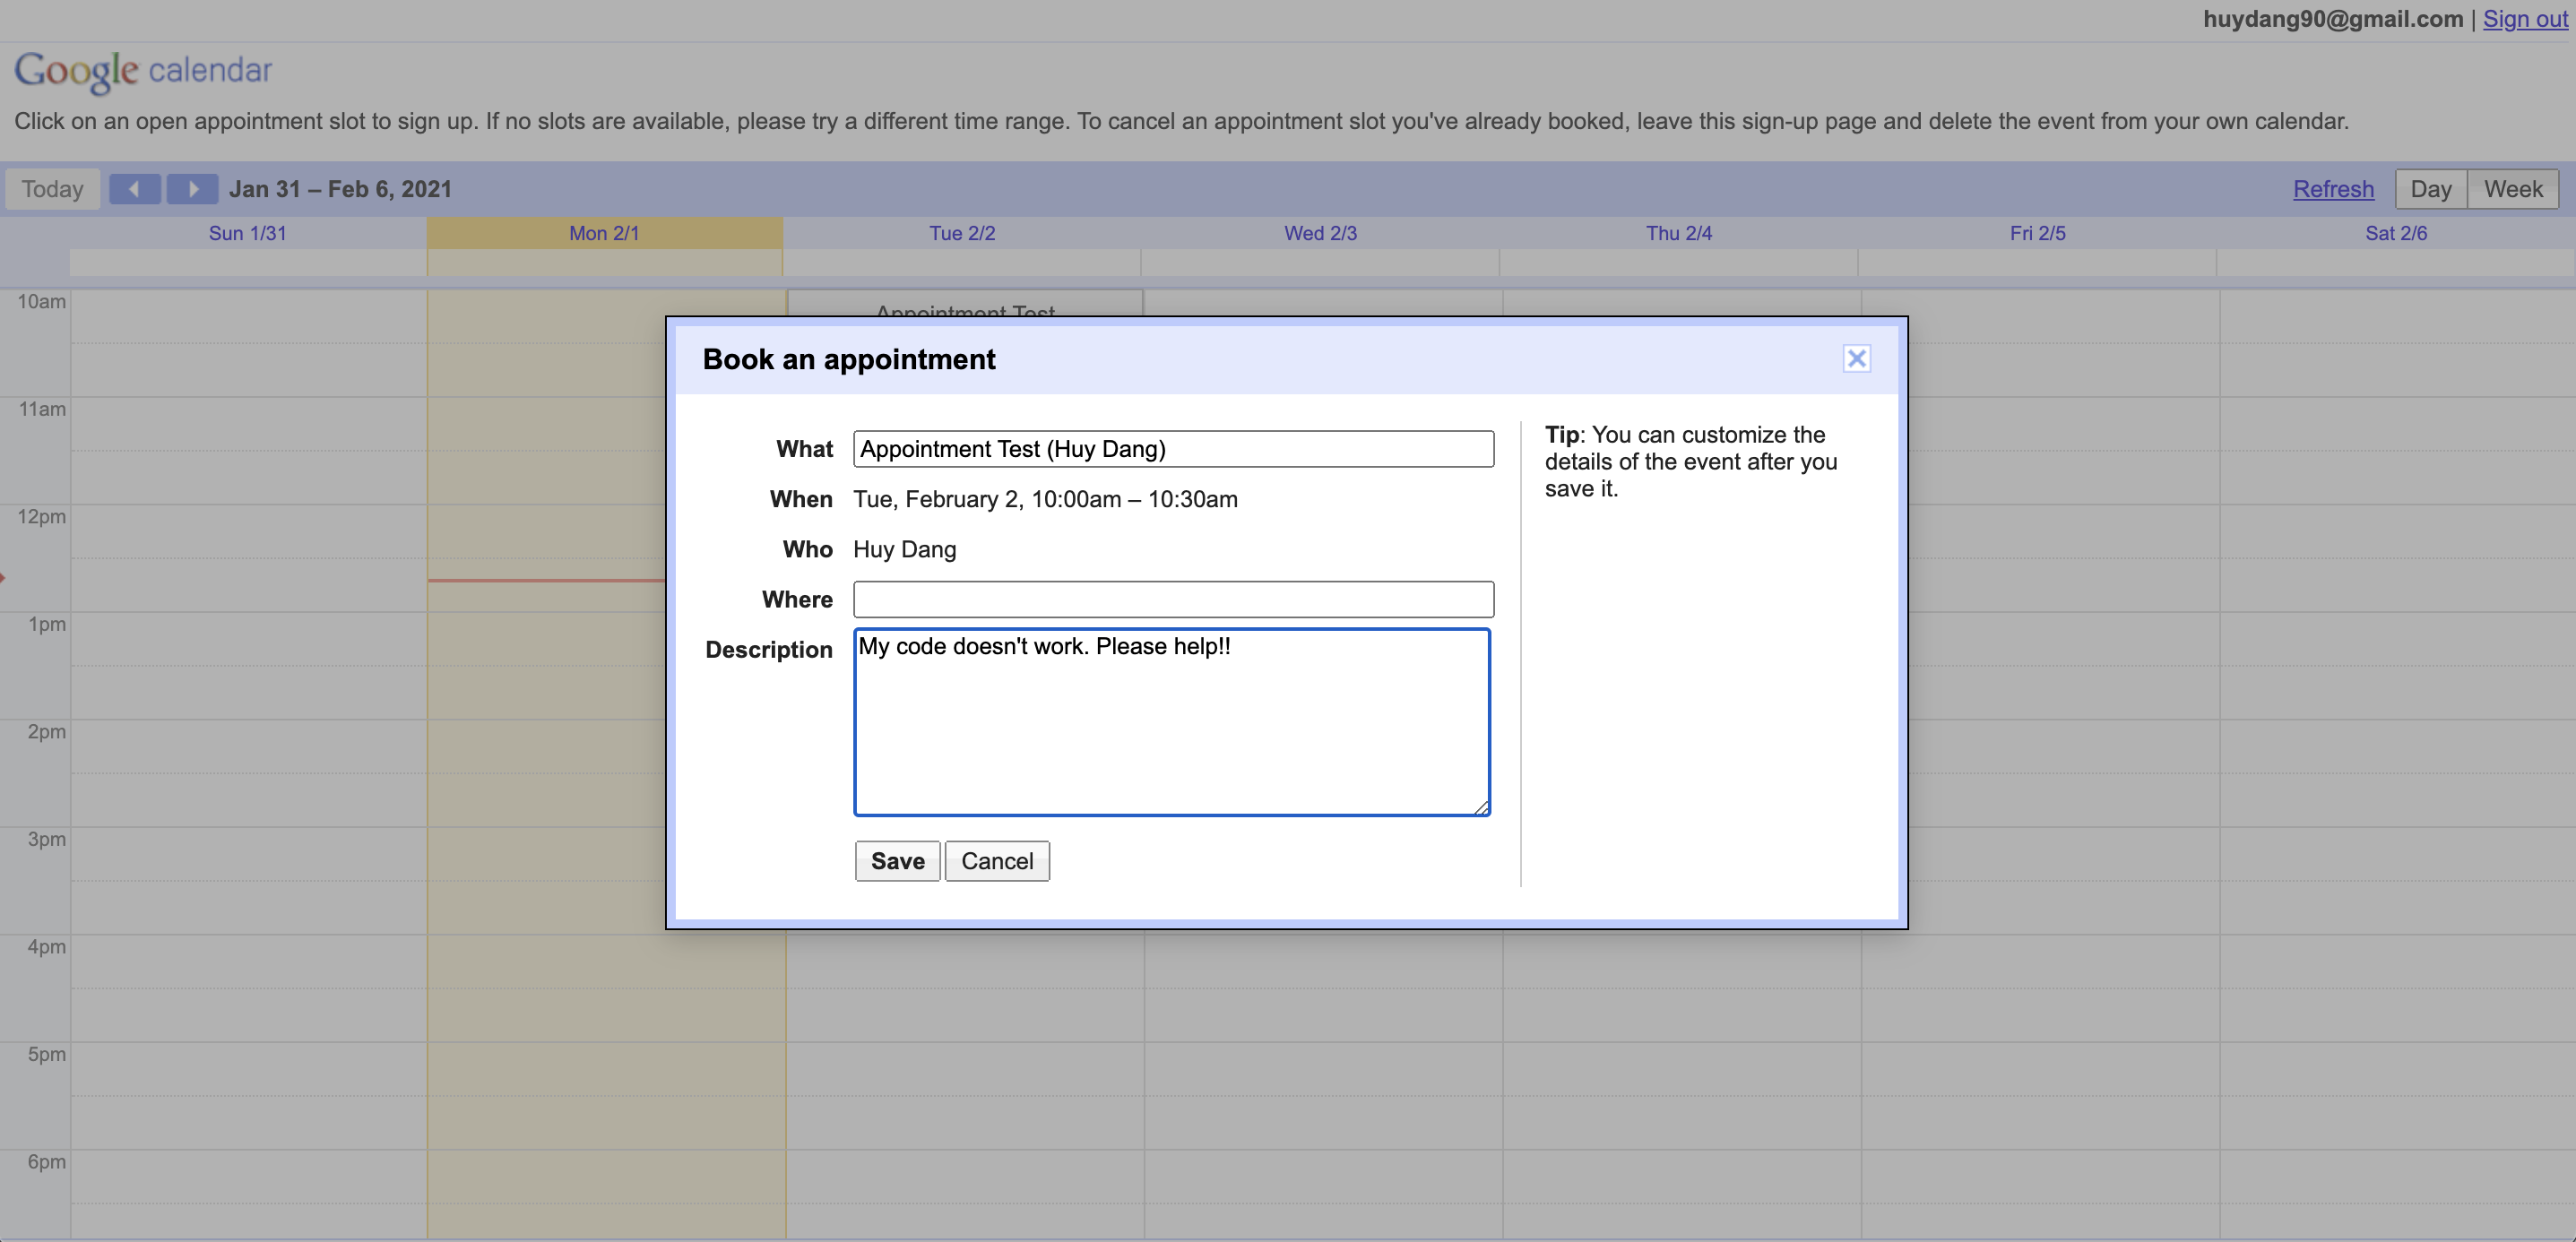 huydang90@gmail.com | Sign out
Google calendar
Click on an open appointment slot to sign up. If no slots are available, please try a different time range. To cancel an appointment slot you've already booked, leave this sign-up page and delete the event from your own calendar.
Today Jan 31 – Feb 6, 2021 Refresh Day Week
Sun 1/31 Mon 2/1 Tue 2/2 Wed 2/3 Thu 2/4 Fri 2/5 Sat 2/6
10am
Appointment Test
11am
12pm
1pm
2pm
3pm
4pm
5pm
6pm
Book an appointment
What Appointment Test (Huy Dang)
When Tue, February 2, 10:00am – 10:30am
Who Huy Dang
Where
Description My code doesn't work. Please help!!
Save Cancel
Tip: You can customize the
details of the event after you
save it.